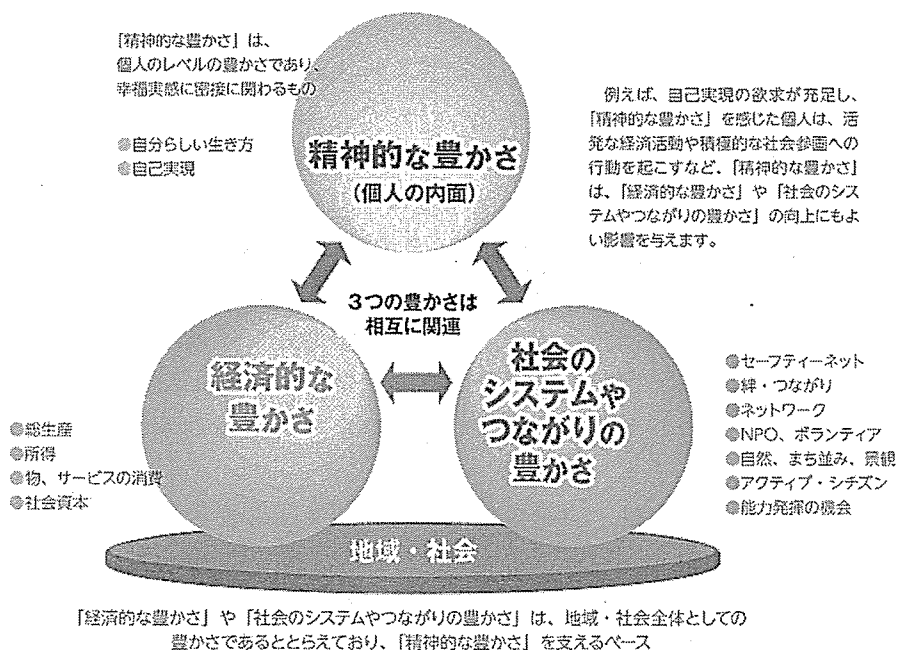 「精神的な豊かさ」は、
個人のレベルの豊かさであり、
幸福実感に密接に関わるもの
●自分らしい生き方
●自己実現
精神的な豊かさ
(個人の内面)
例えば、自己実現の欲求が充足し、
「精神的な豊かさ」を感じた個人は、活
発な経済活動や積極的な社会参画への
行動を起こすなど、「精神的な豊かさ」
は、「経済的な豊かさ」や「社会のシス
テムやつながりの豊かさ」の向上にもよ
い影響を与えます。
3つの豊かさは
相互に関連
経済的な
豊かさ
社会の
システムや
つながりの
豊かさ
●総生産
●所得
●物、サービスの消費
●社会資本
●セーフティーネット
●絆・つながり
●ネットワーク
●NPO、ボランティア
●自然、まち並み、景観
●アクティブ・シチズン
●能力発揮の機会
地域・社会
「経済的な豊かさ」や「社会のシステムやつながりの豊かさ」は、地域・社会全体としての
豊かさであるととらえており、「精神的な豊かさ」を支えるベース